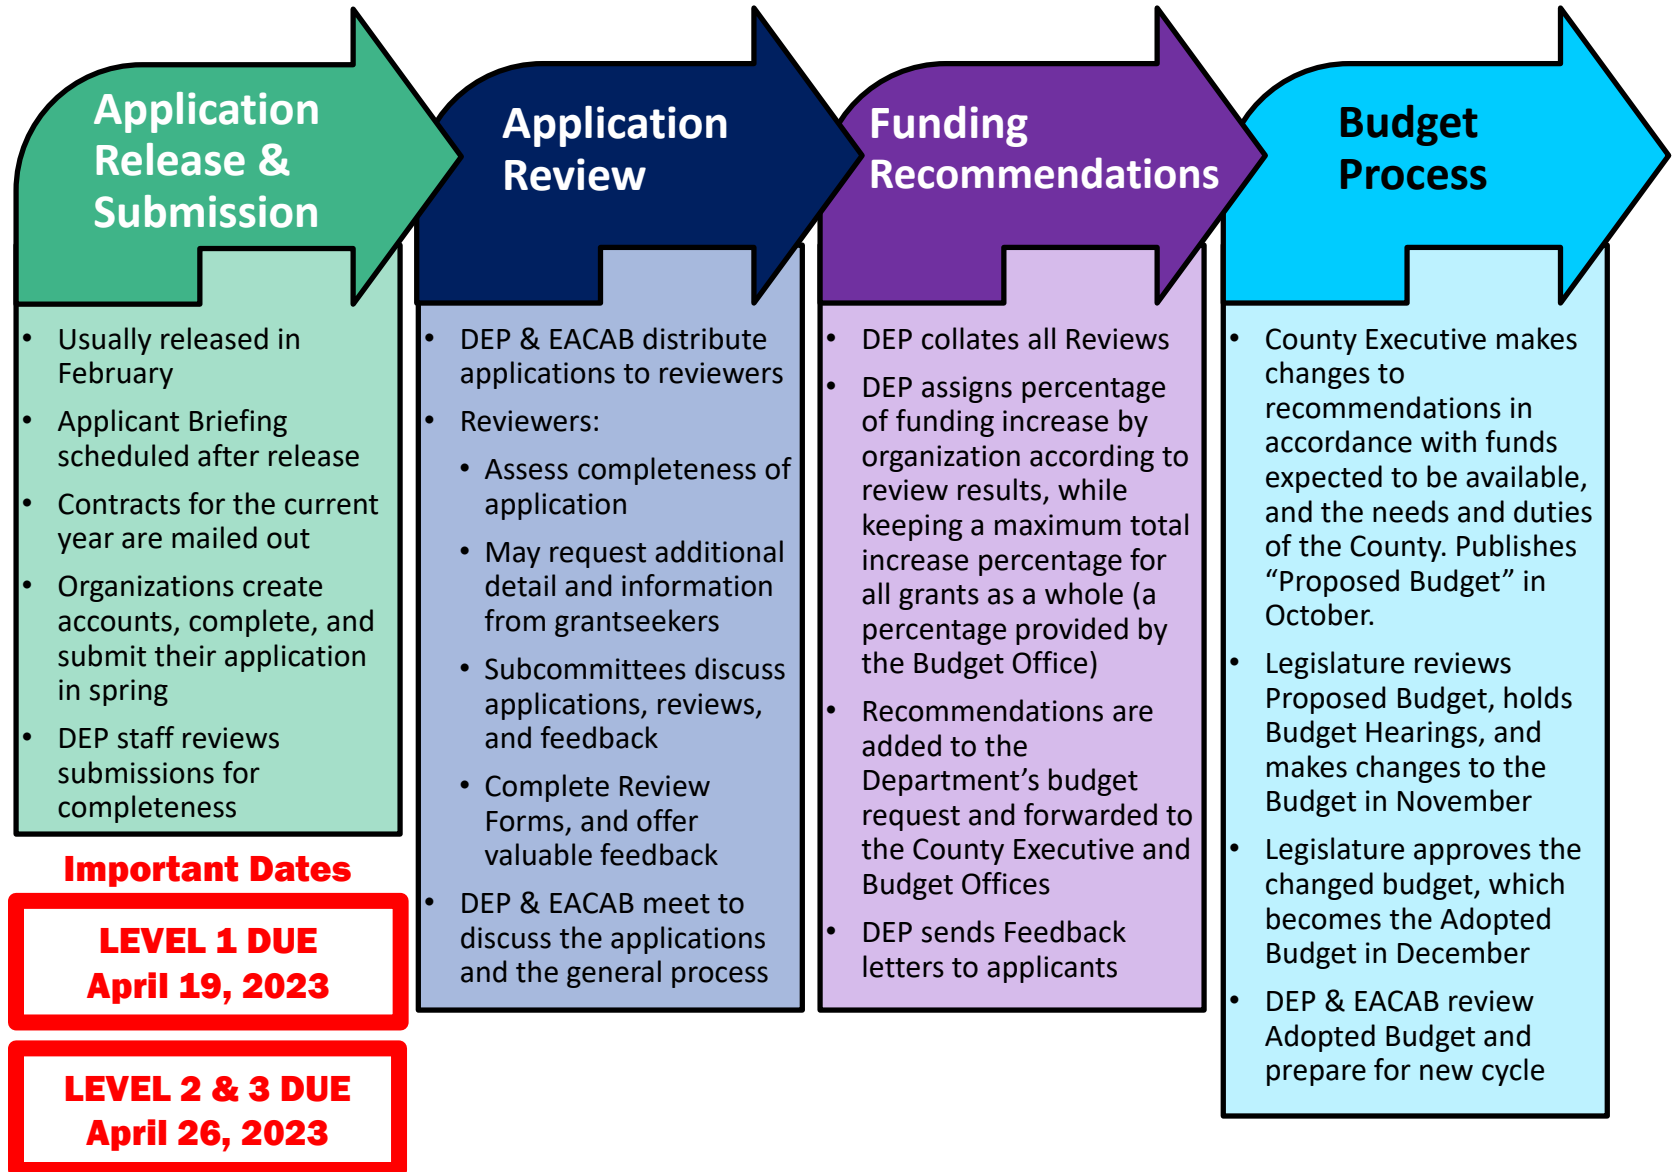 Application
Release &
Submission
• Usually released in
February
• Applicant Briefing
scheduled after release
• Contracts for the current
year are mailed out
• Organizations create
accounts, complete, and
submit their application
in spring
• DEP staff reviews
submissions for
completeness
Important Dates
LEVEL 1 DUE
April 19, 2023
LEVEL 2 & 3 DUE
April 26, 2023
Application
Review
• DEP & EACAB distribute
applications to reviewers
• Reviewers:
• Assess completeness of
application
• May request additional
detail and information
from grantseekers
• Subcommittees discuss
applications, reviews,
and feedback
• Complete Review
Forms, and offer
valuable feedback
• DEP & EACAB meet to
discuss the applications
and the general process
Funding
Recommendations
• DEP collates all Reviews
• DEP assigns percentage
of funding increase by
organization according to
review results, while
keeping a maximum total
increase percentage for
all grants as a whole (a
percentage provided by
the Budget Office)
• Recommendations are
added to the
Department’s budget
request and forwarded to
the County Executive and
Budget Offices
• DEP sends Feedback
letters to applicants
Budget
Process
• County Executive makes
changes to
recommendations in
accordance with funds
expected to be available,
and the needs and duties
of the County. Publishes
“Proposed Budget” in
October.
• Legislature reviews
Proposed Budget, holds
Budget Hearings, and
makes changes to the
Budget in November
• Legislature approves the
changed budget, which
becomes the Adopted
Budget in December
• DEP & EACAB review
Adopted Budget and
prepare for new cycle